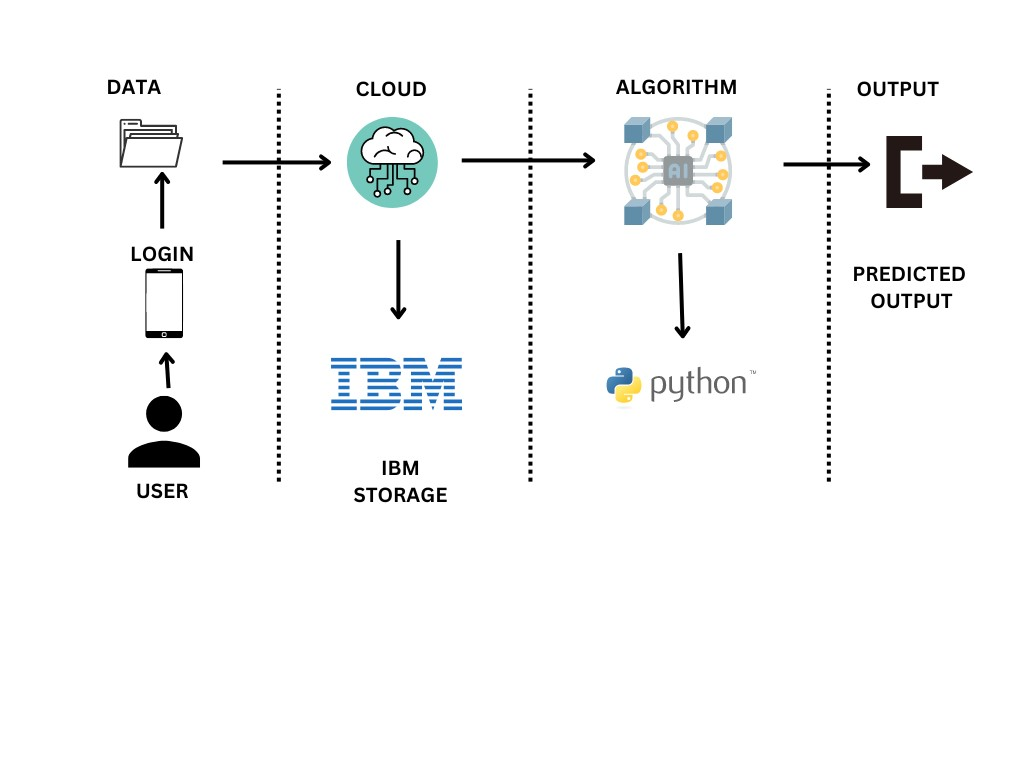 DATA
CLOUD
ALGORITHM
OUTPUT
AI
LOGIN
PREDICTED
OUTPUT
IBM
python™
IBM
STORAGE
USER